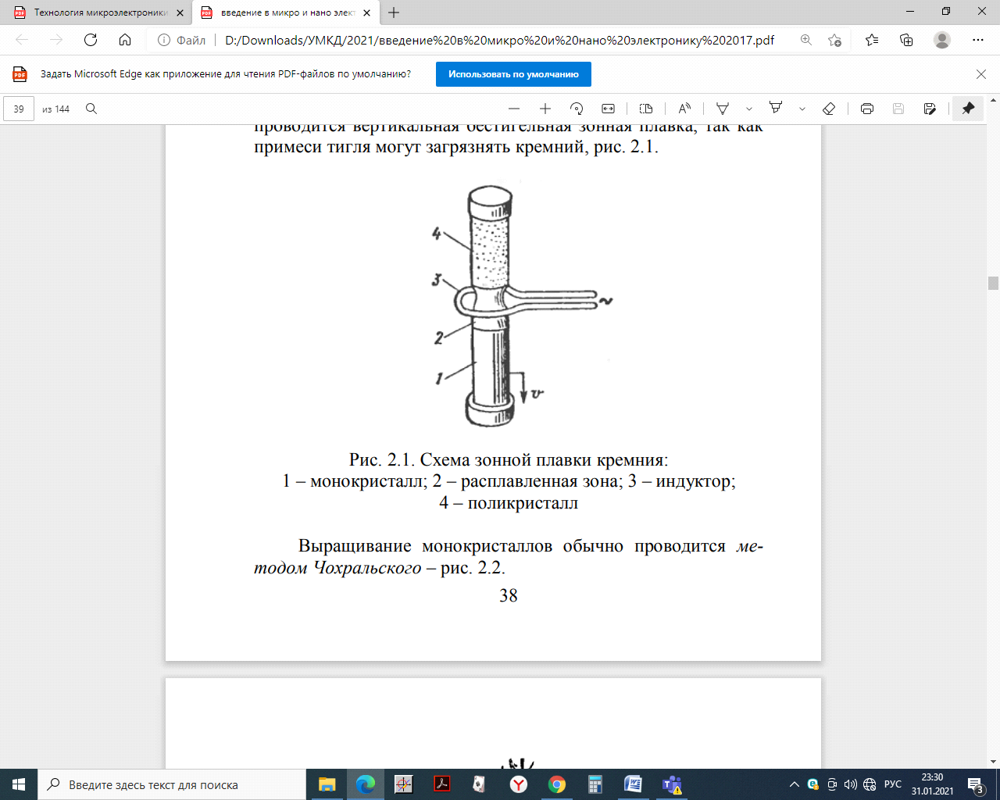 Технология микроэлектроники
введение в микро и нано элект
Файл
D:/Downloads/УМКД/2021/введение%20в%20микро%20и%20нано%20электронику%202017.pdf
Задать Microsoft Edge как приложение для чтения PDF-файлов по умолчанию?
Использовать по умолчанию
39 из 144
проводится вертикальная бестигельная зонная плавка, так как
примеси тигля могут загрязнять кремний, рис. 2.1.
4
3
~
2
1
v
Рис. 2.1. Схема зонной плавки кремния:
1 – монокристалл; 2 – расплавленная зона; 3 – индуктор;
4 – поликристалл
Выращивание монокристаллов обычно проводится ме-
тодом Чохральского – рис. 2.2.
38
Введите здесь текст для поиска
РУС
23:30
31.01.2021
3